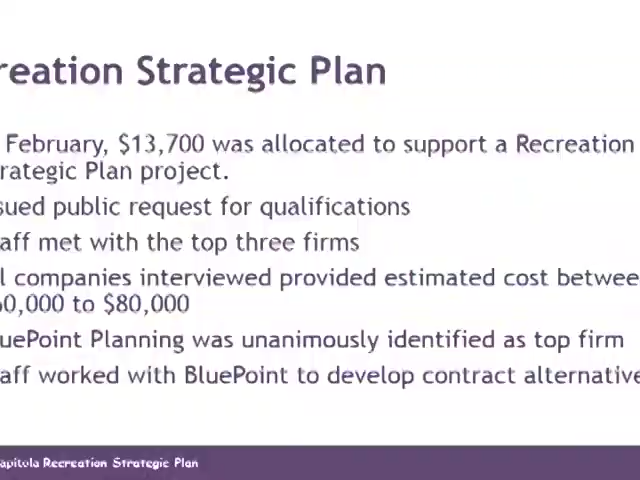 reation Strategic Plan
February, $13,700 was allocated to support a Recreation
rategic Plan project.
sued public request for qualifications
aff met with the top three firms
l companies interviewed provided estimated cost betwee
0,000 to $80,000
uePoint Planning was unanimously identified as top firm
aff worked with BluePoint to develop contract alternative
apitola Recreation Strategic Plan